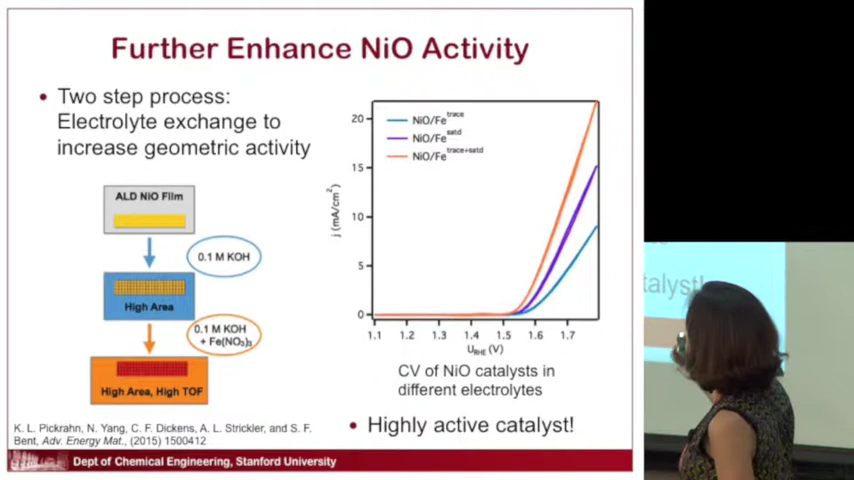 Further Enhance NiO Activity
• Two step process:
Electrolyte exchange to
increase geometric activity
ALD NiO Film
0.1 M KOH
High Area
0.1 M KOH
+ Fe(NO₃)₃
High Area, High TOF
K. L. Pickrahn, N. Yang, C. F. Dickens, A. L. Strickler, and S. F.
Bent, Adv. Energy Mat., (2015) 1500412
20
15
10
5
0
j (mA/cm²)
NiO/Fe^trace
NiO/Fe^satd
NiO/Fe^trace+satd
1.1 1.2 1.3 1.4 1.5 1.6 1.7
U_RHE (V)
CV of NiO catalysts in
different electrolytes
• Highly active catalyst!
Dept of Chemical Engineering, Stanford University
atalyst!